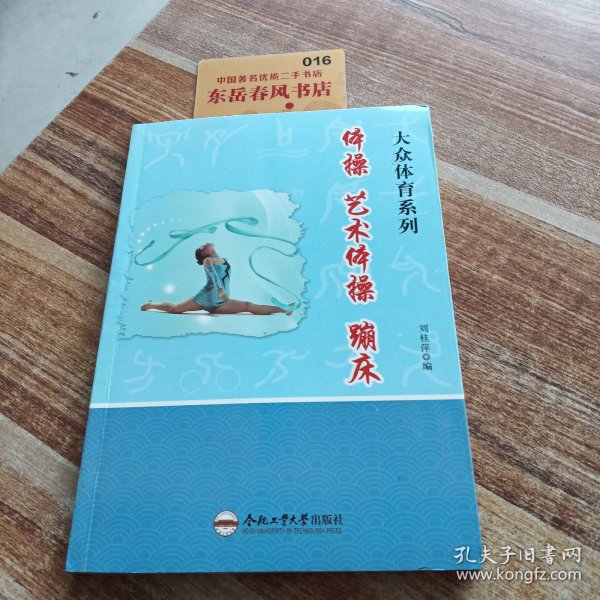 016
中国著名优质二手书店
东岳春风书店
大众体育系列
体操 艺术体操 蹦床
刘桂萍 编
合肥工业大学出版社
HEFEI UNIVERSITY OF TECHNOLOGY PRESS
孔夫子旧书网
www.kongfz.com